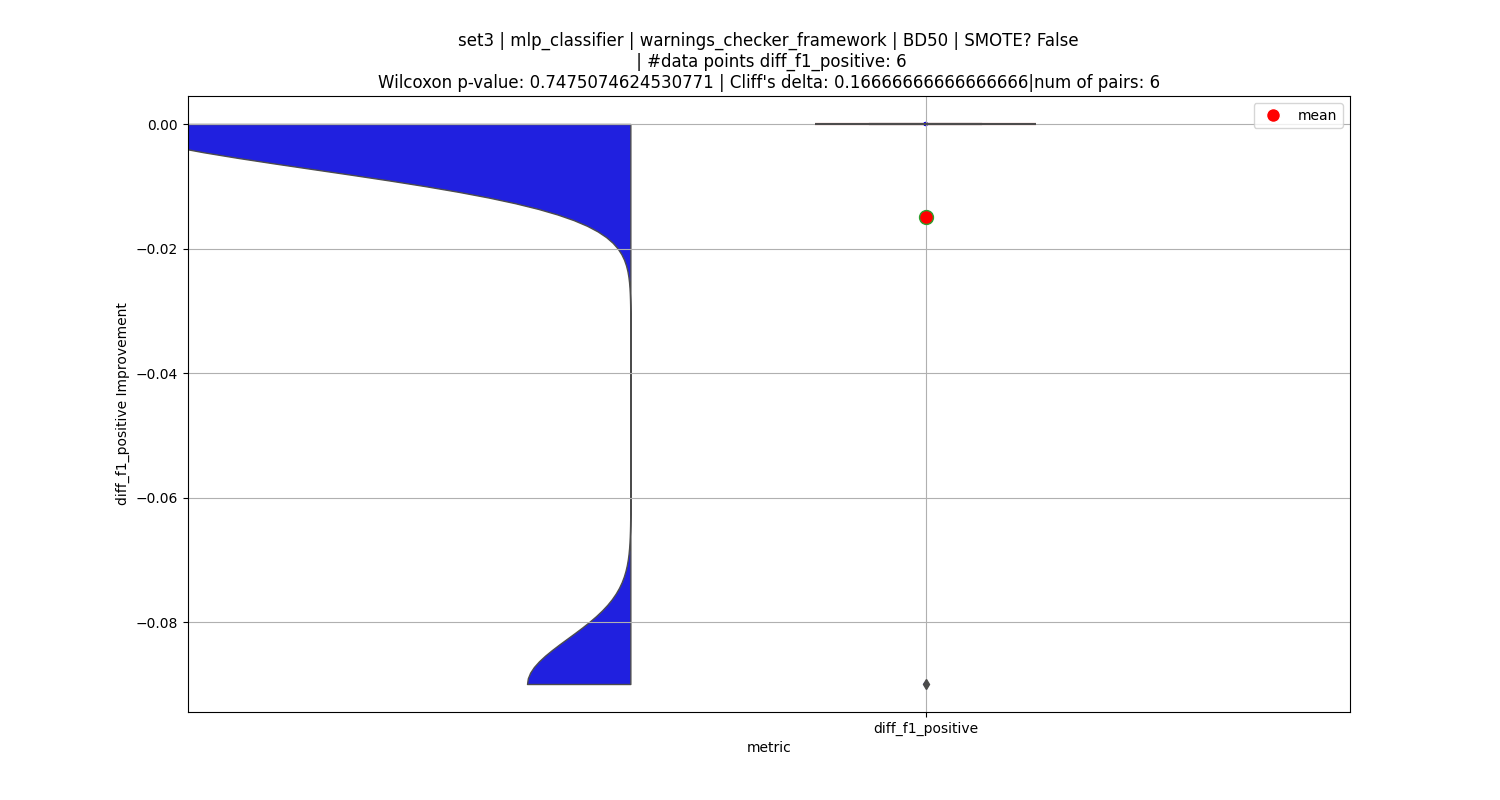 set3 | mlp_classifier | warnings_checker_framework | BD50 | SMOTE? False
| #data points diff_f1_positive: 6
Wilcoxon p-value: 0.7475074624530771 | Cliff's delta: 0.16666666666666666|num of pairs: 6
mean
0.00
−0.02
−0.04
−0.06
−0.08
diff_f1_positive Improvement
diff_f1_positive
metric